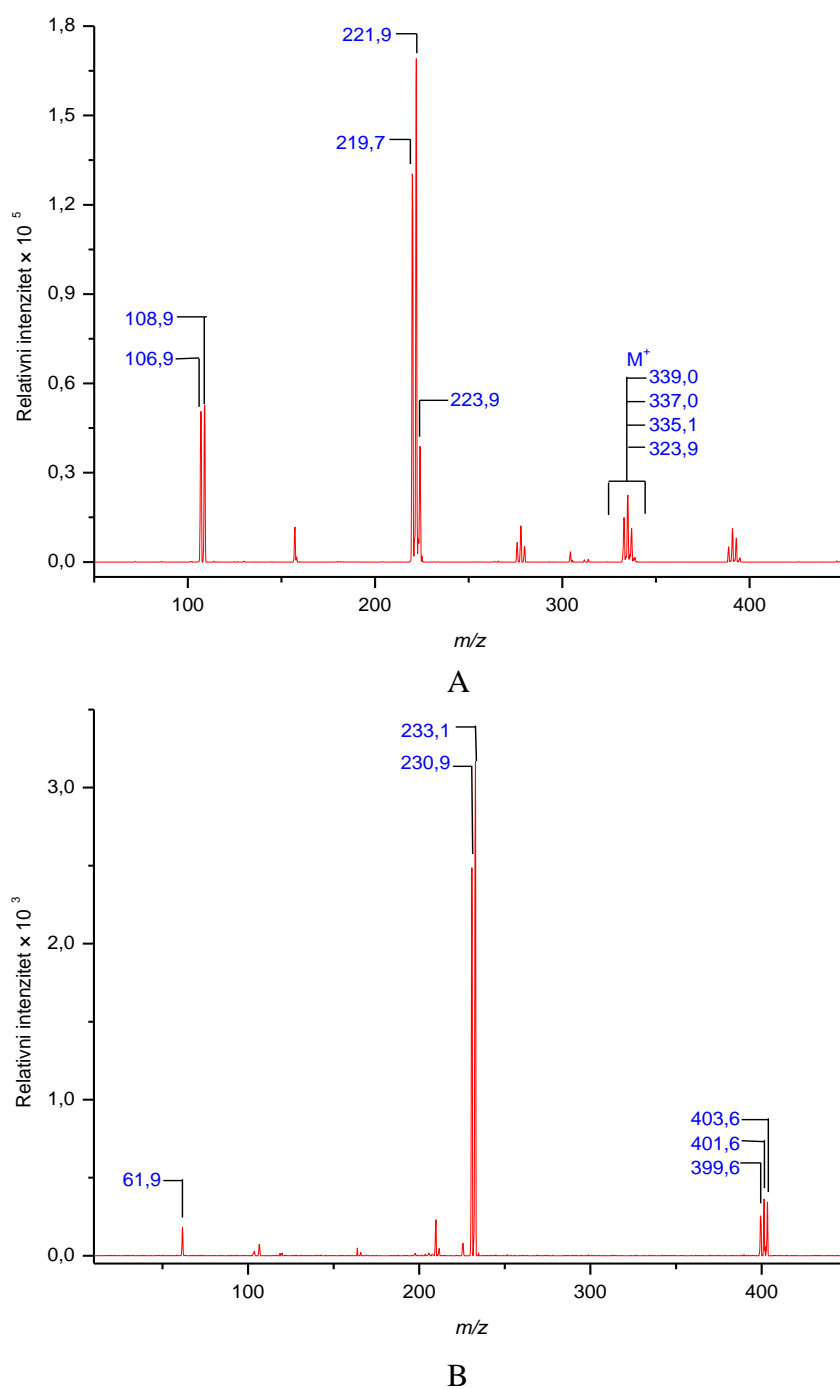 1,8
221,9
1,5
219,7
1,2
Relativni intenzitet × 10 5
0,9
108,9
106,9
M+
339,0
0,6
223,9
337,0
335,1
323,9
0,3
0,0
100 200 300 400
m/z
A
233,1
230,9
3,0
2,0
Relativni intenzitet × 10 3
1,0
403,6
401,6
399,6
61,9
0,0
100 200 300 400
m/z
B